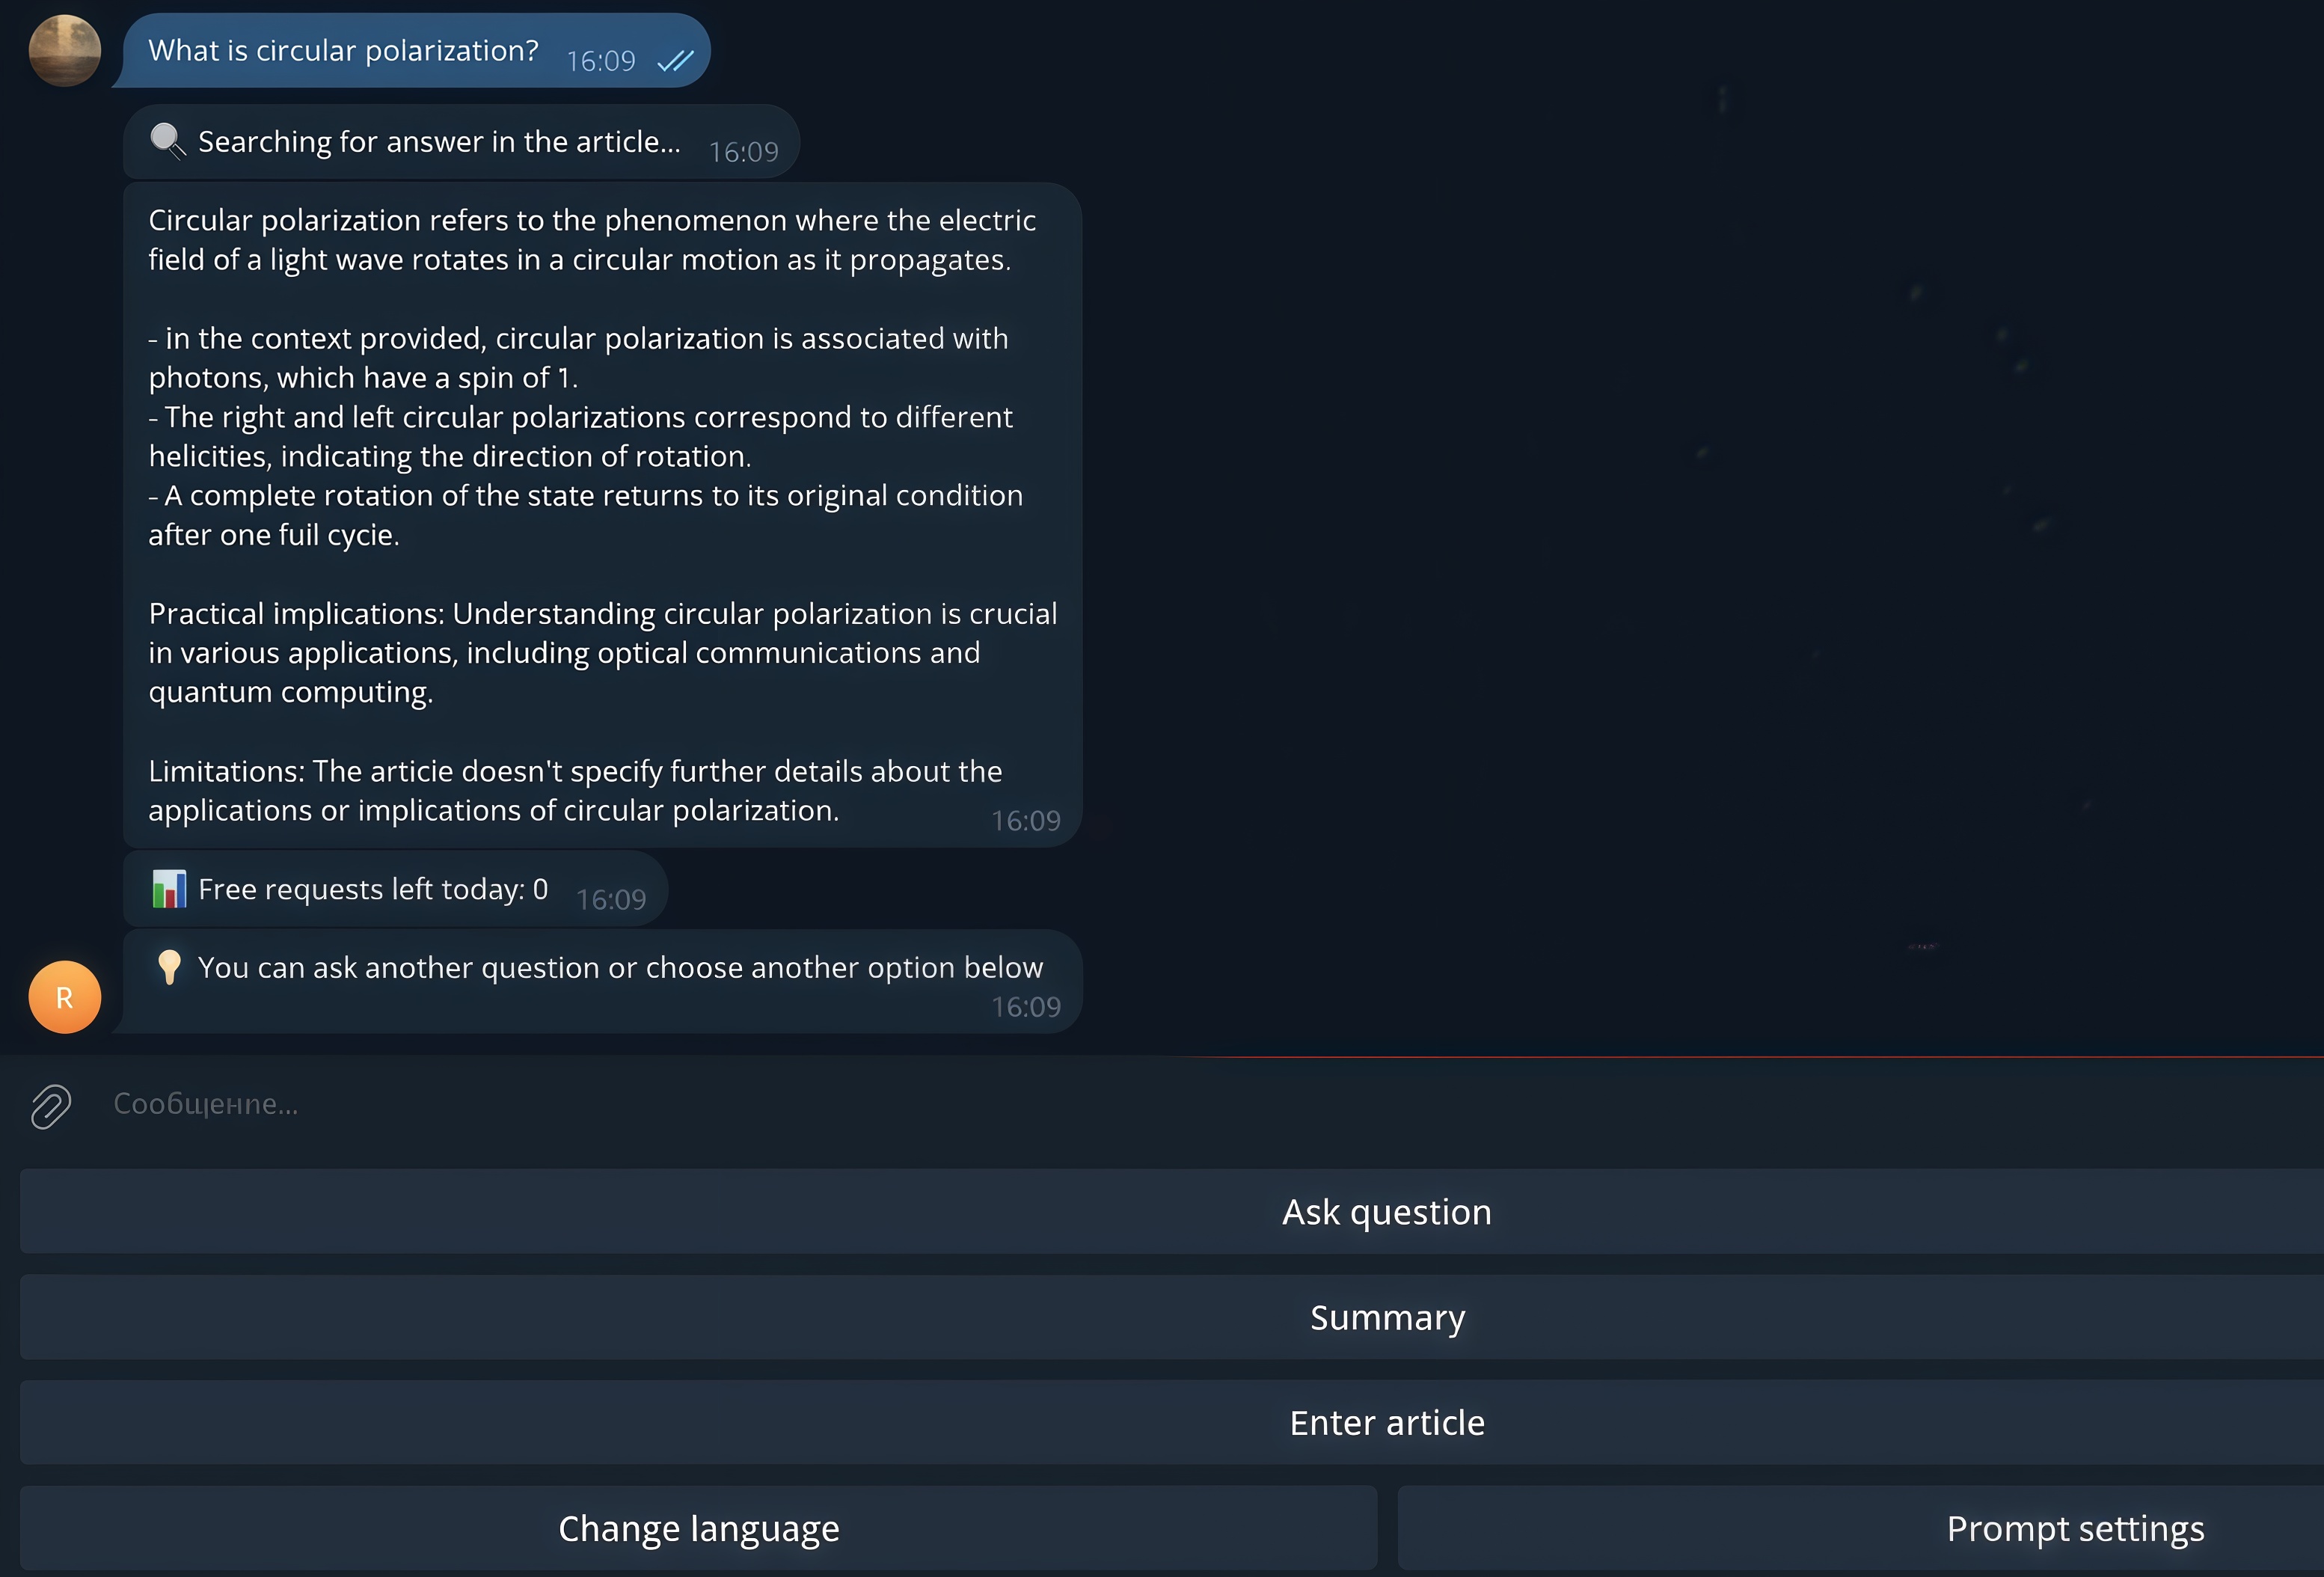 What is circular polarization? 16:09
Searching for answer in the article... 16:09
Circular polarization refers to the phenomenon where the electric
field of a light wave rotates in a circular motion as it propagates.
- in the context provided, circular polarization is associated with
photons, which have a spin of 1.
- The right and left circular polarizations correspond to different
helicities, indicating the direction of rotation.
- A complete rotation of the state returns to its original condition
after one fuil cycie.
Practical implications: Understanding circular polarization is crucial
in various applications, including optical communications and
quantum computing.
Limitations: The articie doesn't specify further details about the
applications or implications of circular polarization. 16:09
Free requests left today: 0 16:09
You can ask another question or choose another option below
16:09
R
Сообщение...
Ask question
Summary
Enter article
Change language Prompt settings